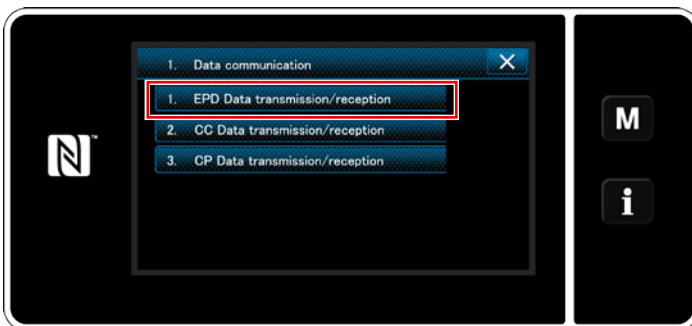 1. Data communication
1. EPD Data transmission/reception
2. CC Data transmission/reception
3. CP Data transmission/reception
M
i